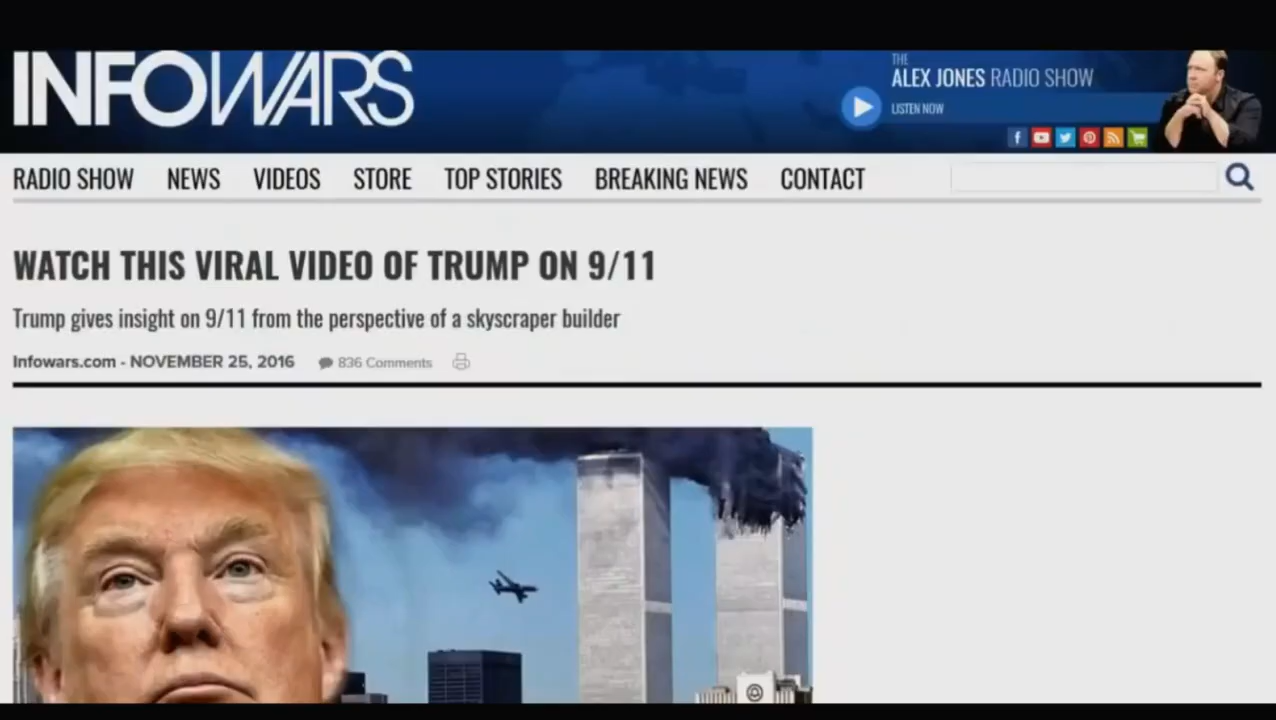 INFOWARS
THE
ALEX JONES RADIO SHOW
LISTEN NOW
RADIO SHOW NEWS VIDEOS STORE TOP STORIES BREAKING NEWS CONTACT
WATCH THIS VIRAL VIDEO OF TRUMP ON 9/11
Trump gives insight on 9/11 from the perspective of a skyscraper builder
Infowars.com - NOVEMBER 25, 2016 836 Comments